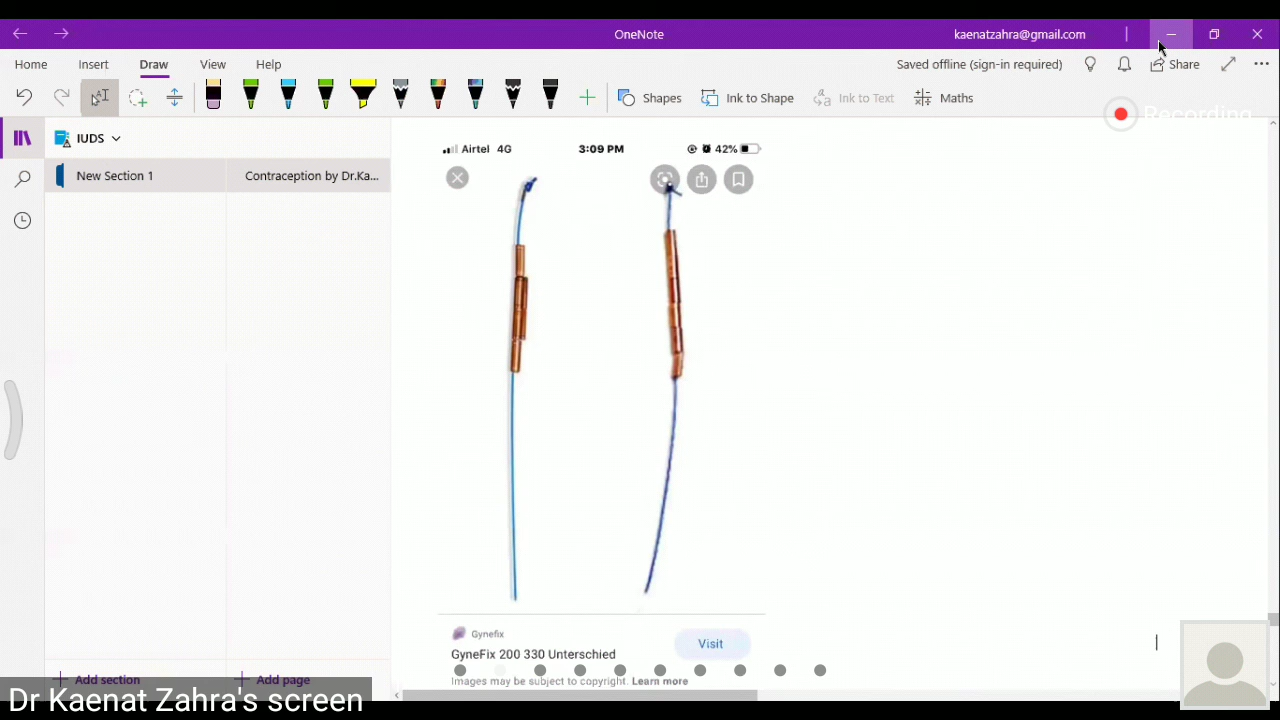 OneNote
kaenatzahra@gmail.com
Home Insert Draw View Help
Saved offline (sign-in required)
Share
Shapes
Ink to Shape
Ink to Text
Maths
Recording
IUDS
New Section 1
Contraception by Dr.Ka...
Airtel 4G
3:09 PM
42%
Gynefix
GyneFix 200 330 Unterschied
Visit
Images may be subject to copyright. Learn more
Add section
Add page
Dr Kaenat Zahra's screen